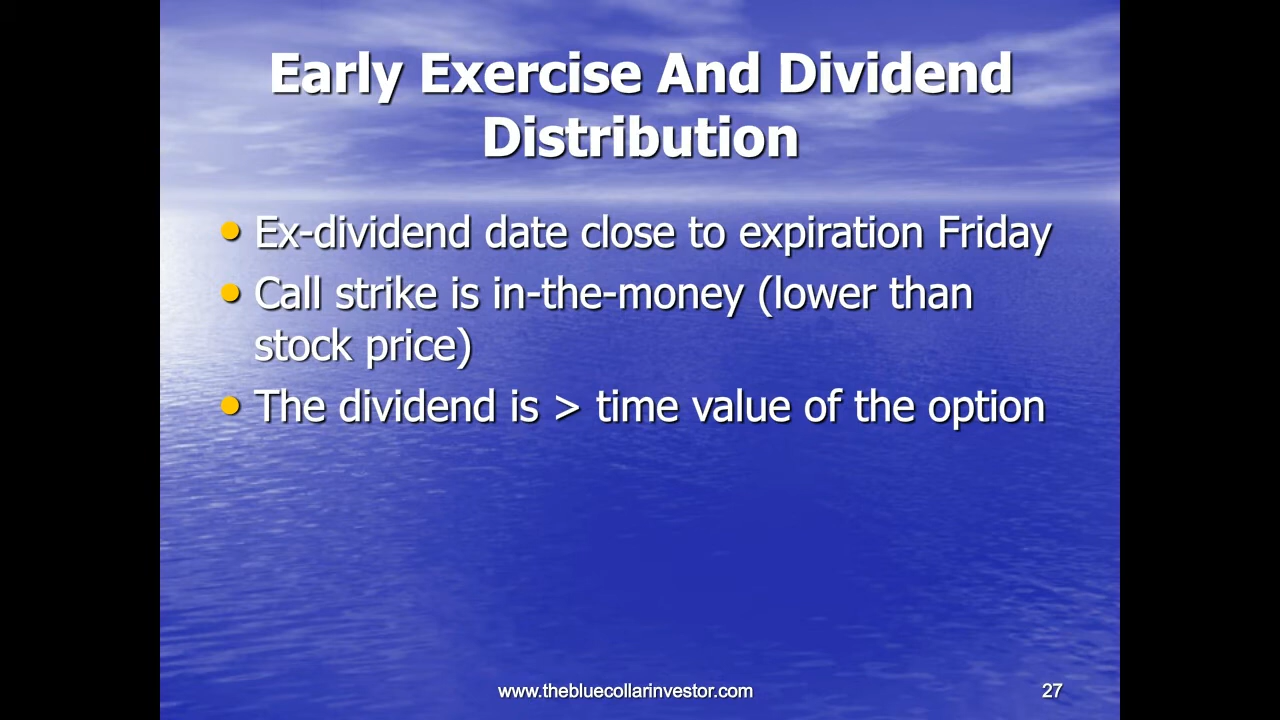 Early Exercise And Dividend
Distribution
• Ex-dividend date close to expiration Friday
• Call strike is in-the-money (lower than
stock price)
• The dividend is > time value of the option
www.thebluecollarinvestor.com
27